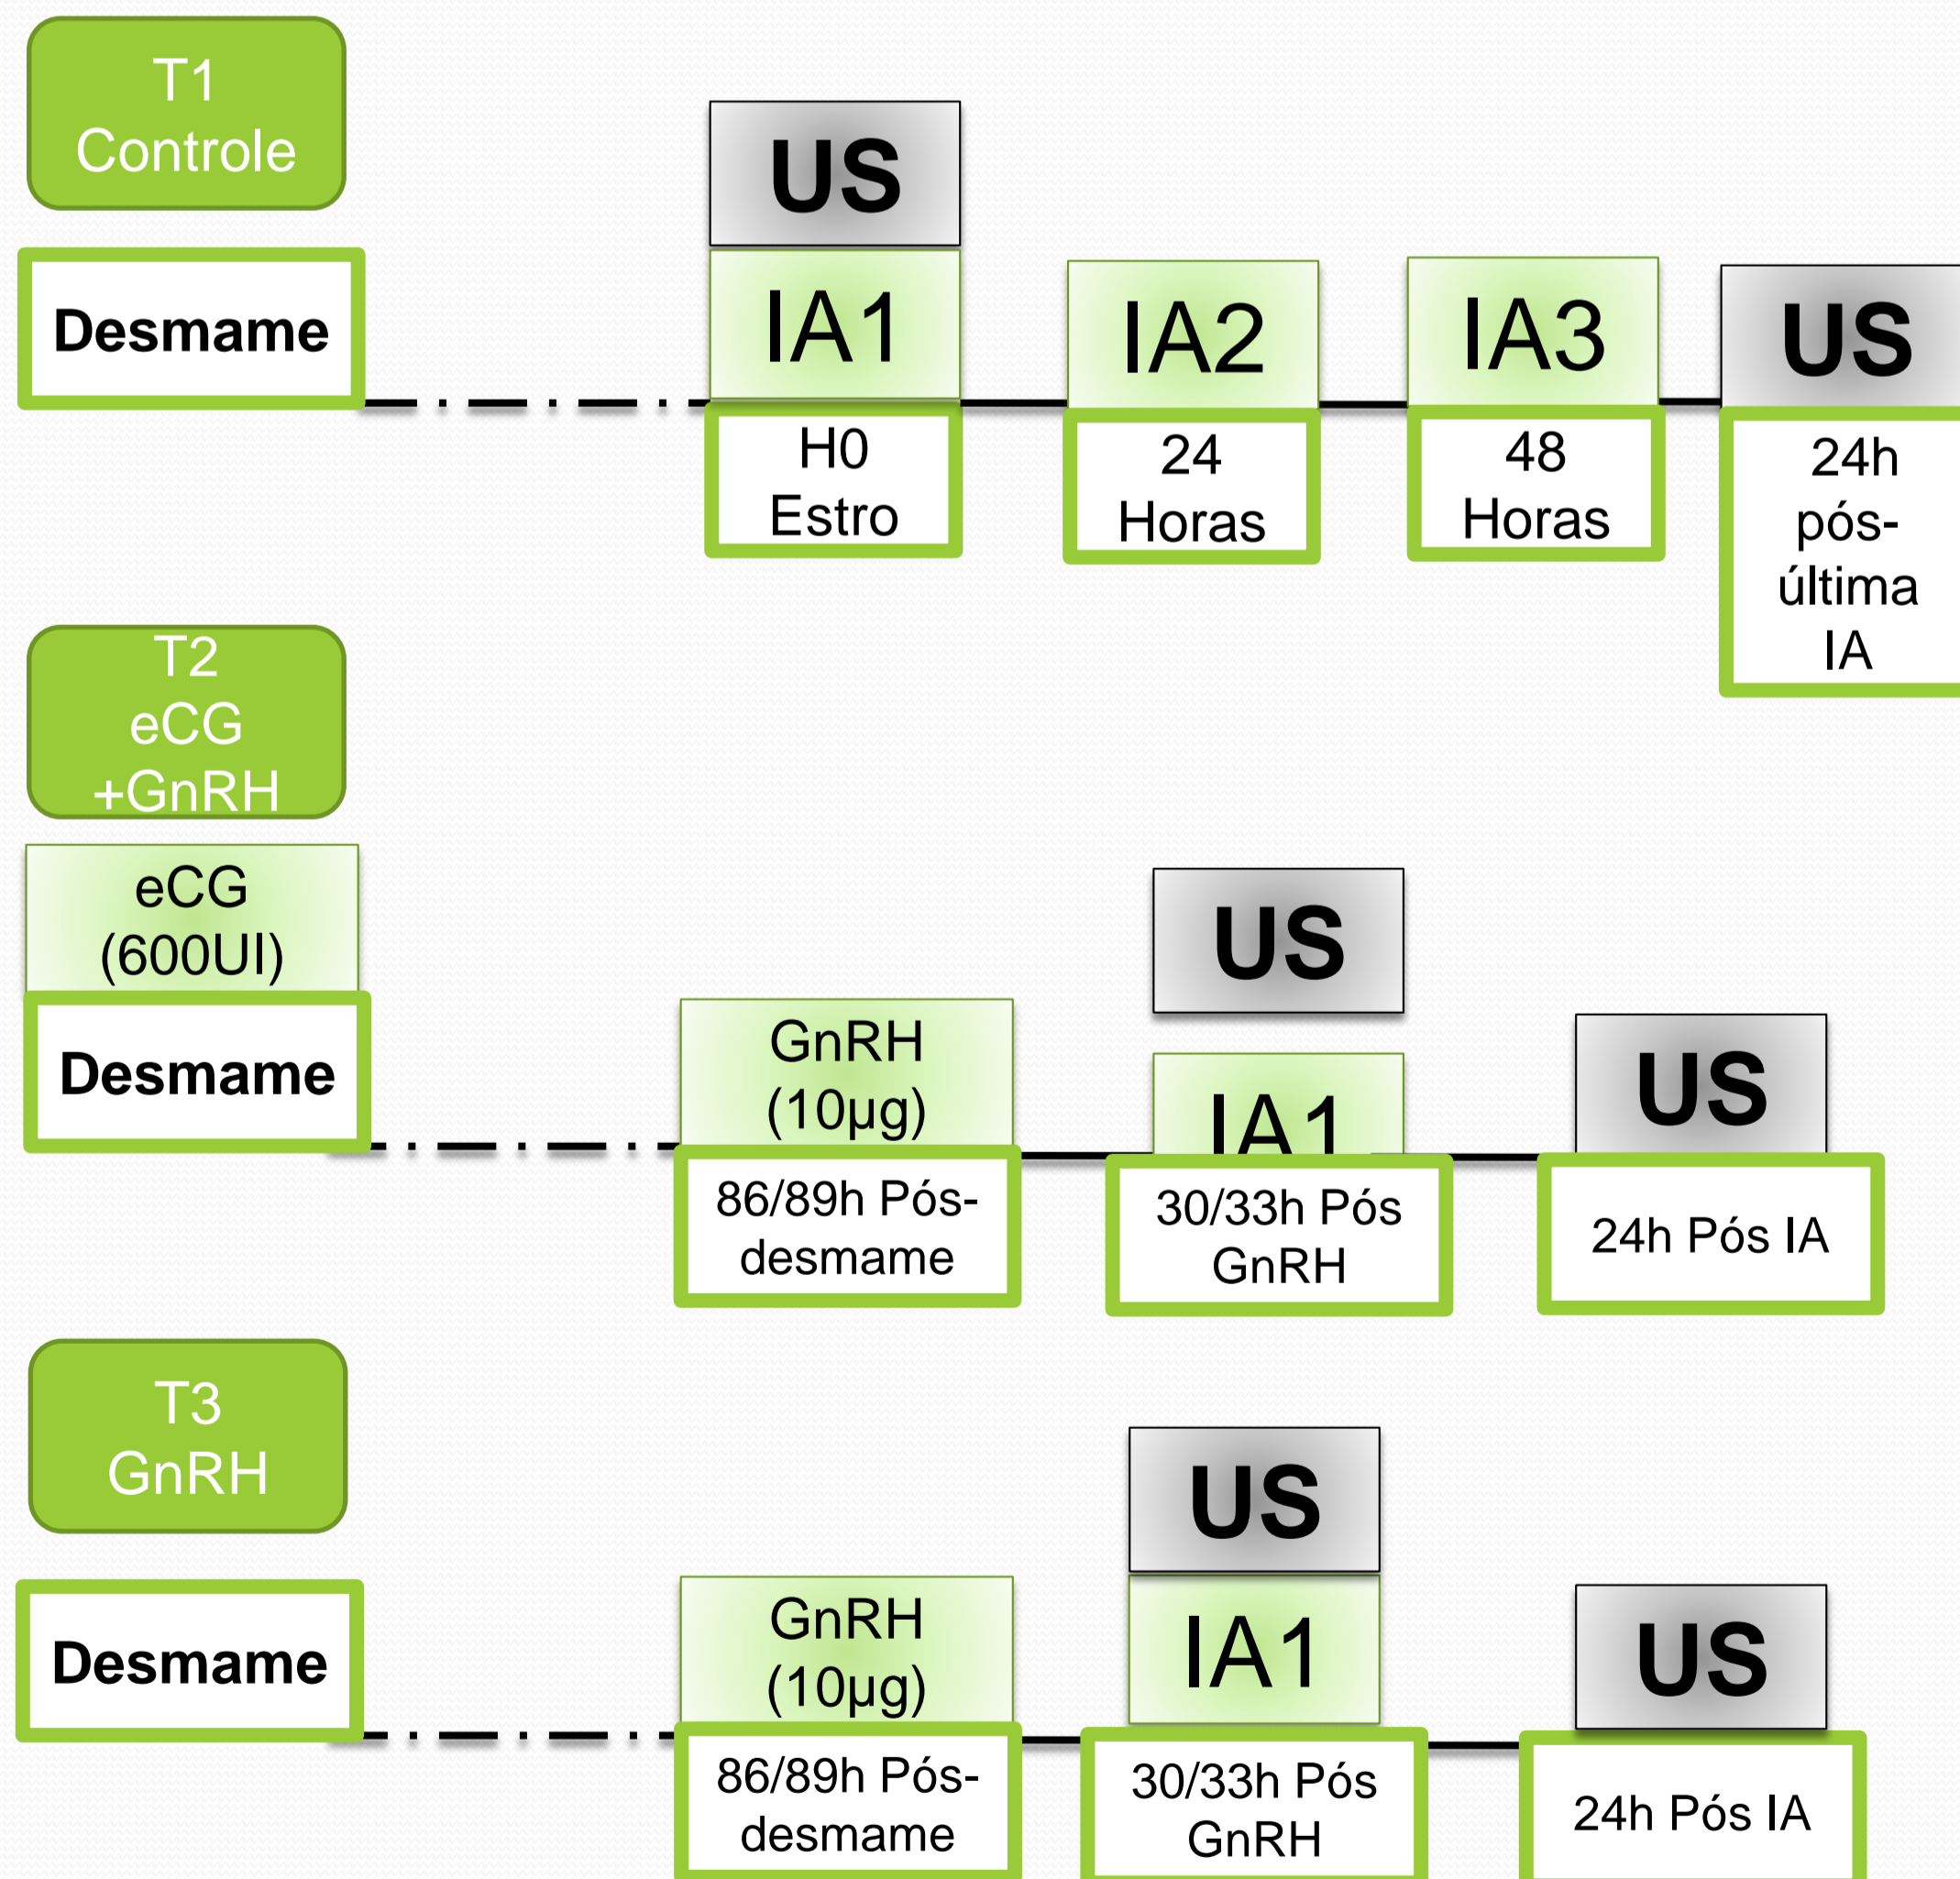 T1
Controle
US
Desmame
IA1
IA2
IA3
US
H0
Estro
24
Horas
48
Horas
24h
pós-
última
IA
T2
eCG
+GnRH
eCG
(600UI)
Desmame
GnRH
(10µg)
86/89h Pós-
desmame
US
IA1
30/33h Pós
GnRH
US
24h Pós IA
T3
GnRH
Desmame
GnRH
(10µg)
86/89h Pós-
desmame
US
IA1
30/33h Pós
GnRH
US
24h Pós IA